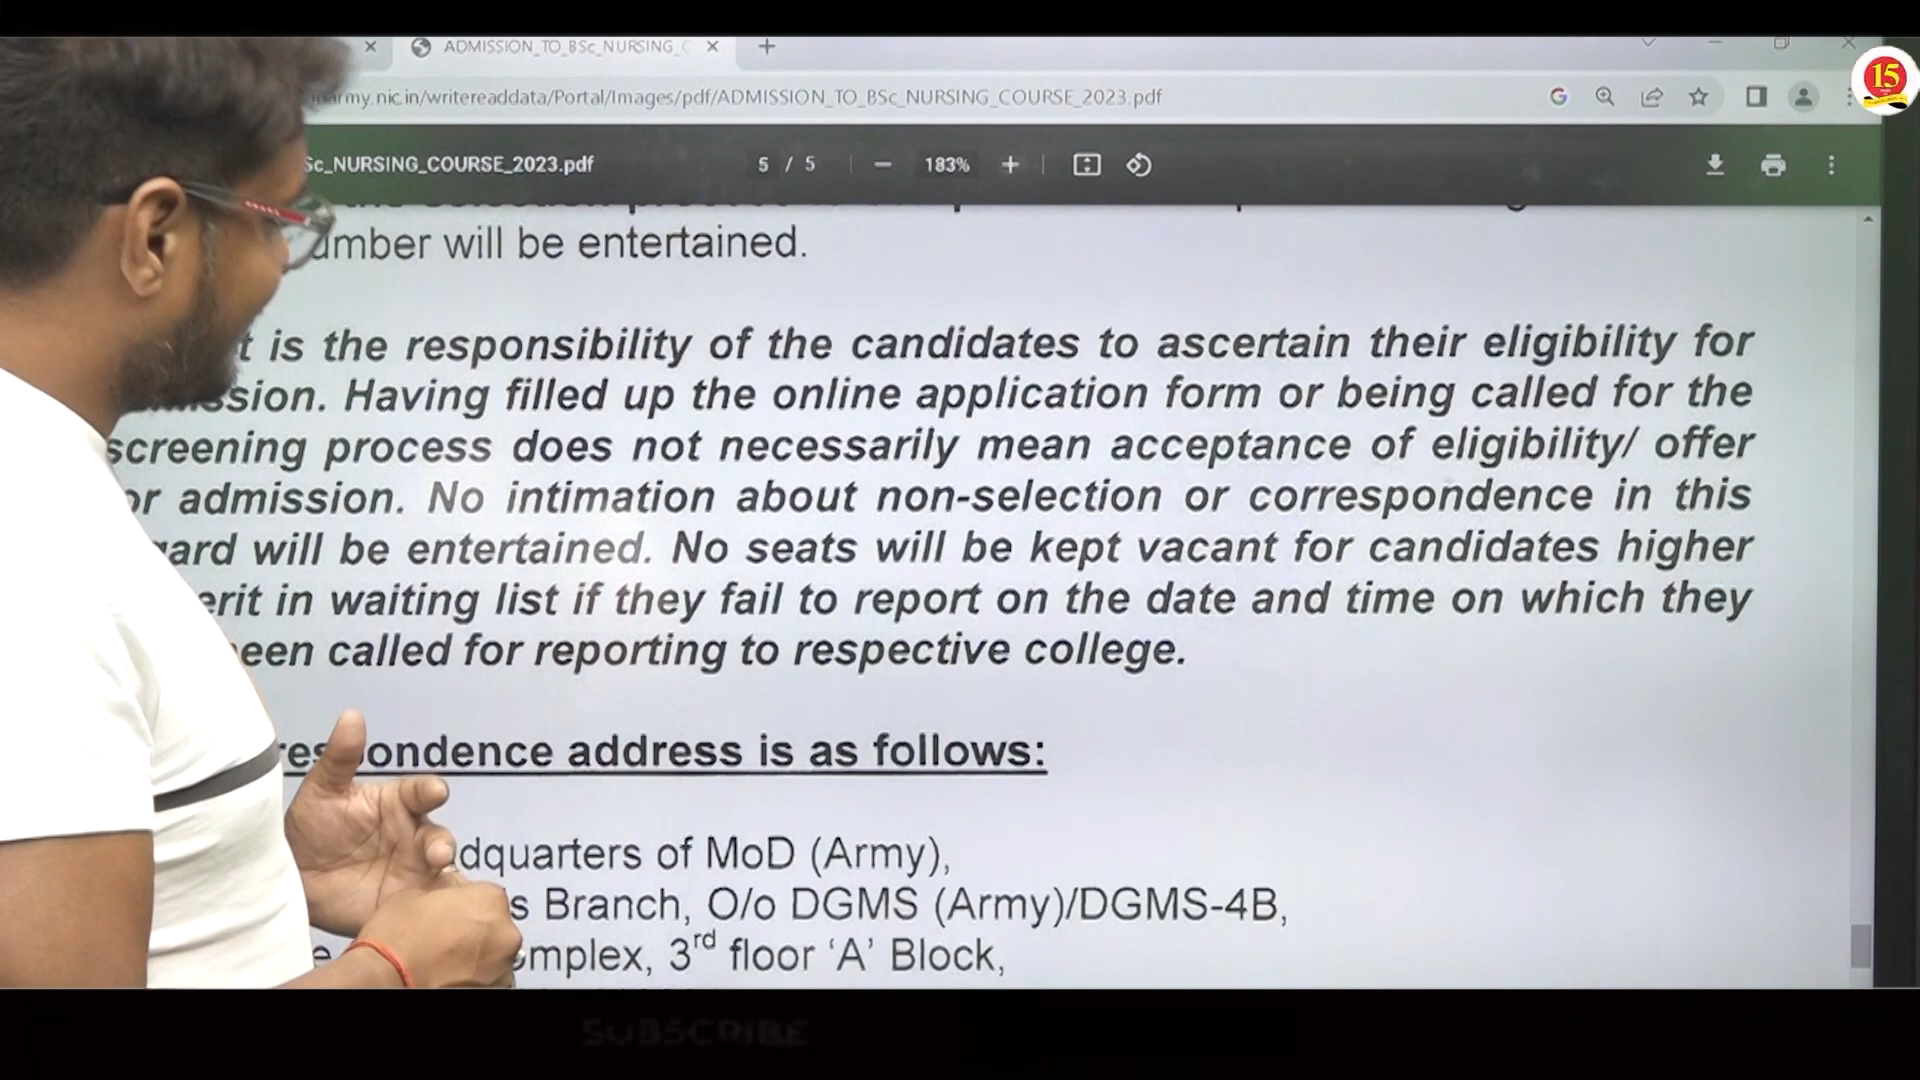 ADMISSION_TO_BSc_NURSING_C
army.nic.in/writereaddata/Portal/Images/pdf/ADMISSION_TO_BSc_NURSING_COURSE_2023.pdf
15
Sc_NURSING_COURSE_2023.pdf
5 / 5
183%
umber will be entertained.
t is the responsibility of the candidates to ascertain their eligibility for
ssion. Having filled up the online application form or being called for the
screening process does not necessarily mean acceptance of eligibility/ offer
or admission. No intimation about non-selection or correspondence in this
gard will be entertained. No seats will be kept vacant for candidates higher
erit in waiting list if they fail to report on the date and time on which they
een called for reporting to respective college.
respondence address is as follows:
dquarters of MoD (Army),
s Branch, O/o DGMS (Army)/DGMS-4B,
omplex, 3rd floor ‘A’ Block,
SUBSCRIBE